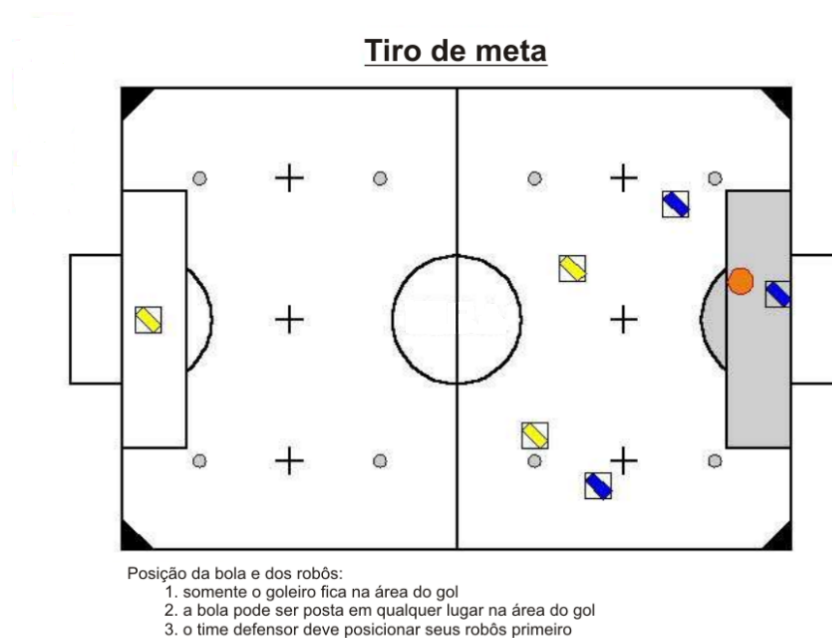 Tiro de meta
Posição da bola e dos robôs:
1. somente o goleiro fica na área do gol
2. a bola pode ser posta em qualquer lugar na área do gol
3. o time defensor deve posicionar seus robôs primeiro